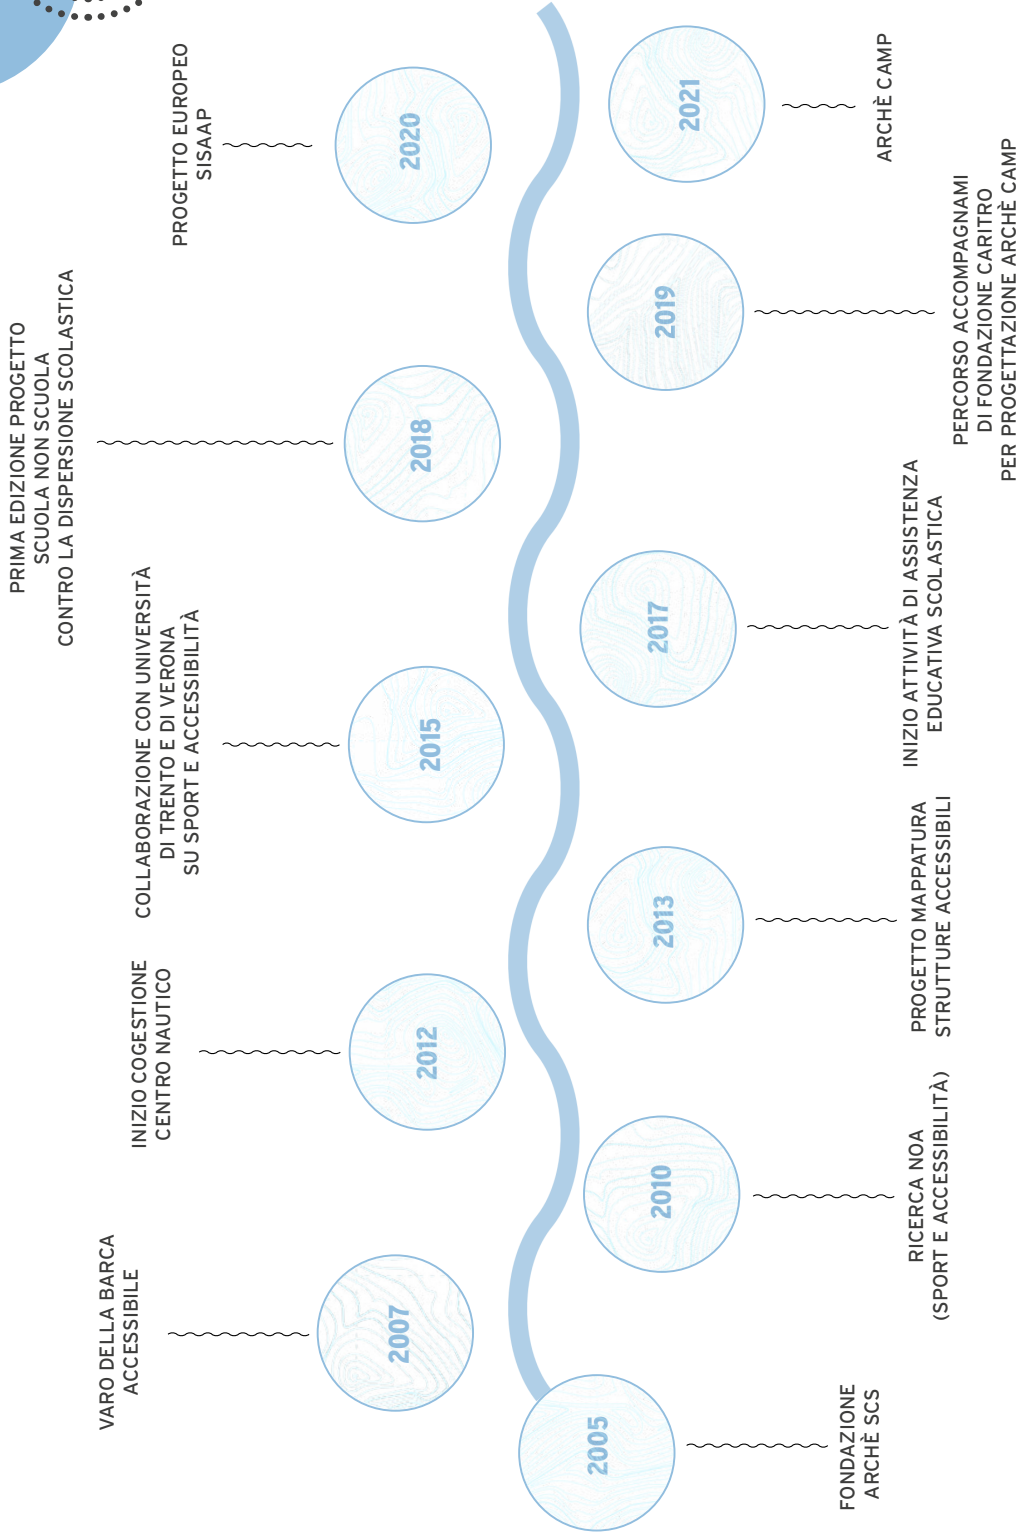 2005
FONDAZIONE
ARCHÈ SCS
2007
VARO DELLA BARCA
ACCESSIBILE
2010
RICERCA NOA
(SPORT E ACCESSIBILITÀ)
2012
INIZIO COGESTIONE
CENTRO NAUTICO
2013
PROGETTO MAPPATURA
STRUTTURE ACCESSIBILI
2015
COLLABORAZIONE CON UNIVERSITÀ
DI TRENTO E DI VERONA
SU SPORT E ACCESSIBILITÀ
2017
INIZIO ATTIVITÀ DI ASSISTENZA
EDUCATIVA SCOLASTICA
2018
PRIMA EDIZIONE PROGETTO
SCUOLA NON SCUOLA
CONTRO LA DISPERSIONE SCOLASTICA
2019
PERCORSO ACCOMPAGNAMI
DI FONDAZIONE CARITRO
PER PROGETTAZIONE ARCHÈ CAMP
2020
PROGETTO EUROPEO
SISAAP
2021
ARCHÈ CAMP